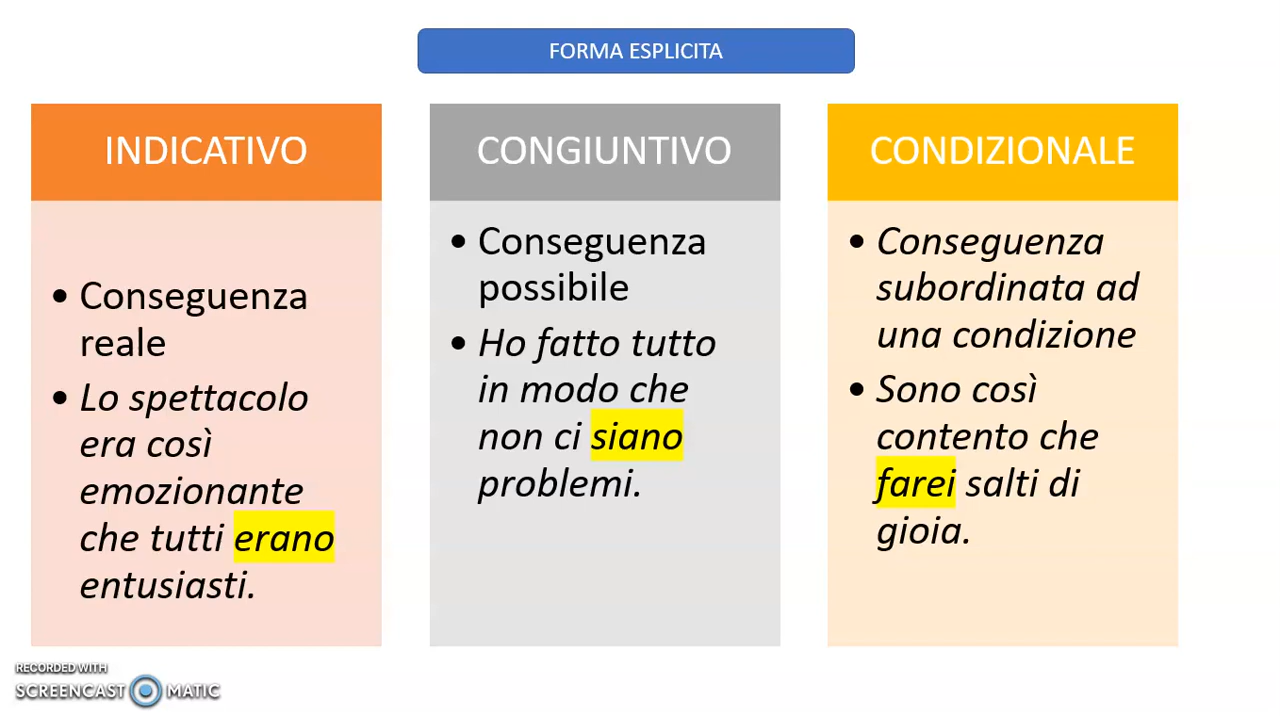 FORMA ESPLICITA
INDICATIVO
• Conseguenza
reale
• Lo spettacolo
era così
emozionante
che tutti erano
entusiasti.
CONGIUNTIVO
• Conseguenza
possibile
• Ho fatto tutto
in modo che
non ci siano
problemi.
CONDIZIONALE
• Conseguenza
subordinata ad
una condizione
• Sono così
contento che
farei salti di
gioia.
RECORDED WITH
SCREENCAST MATIC